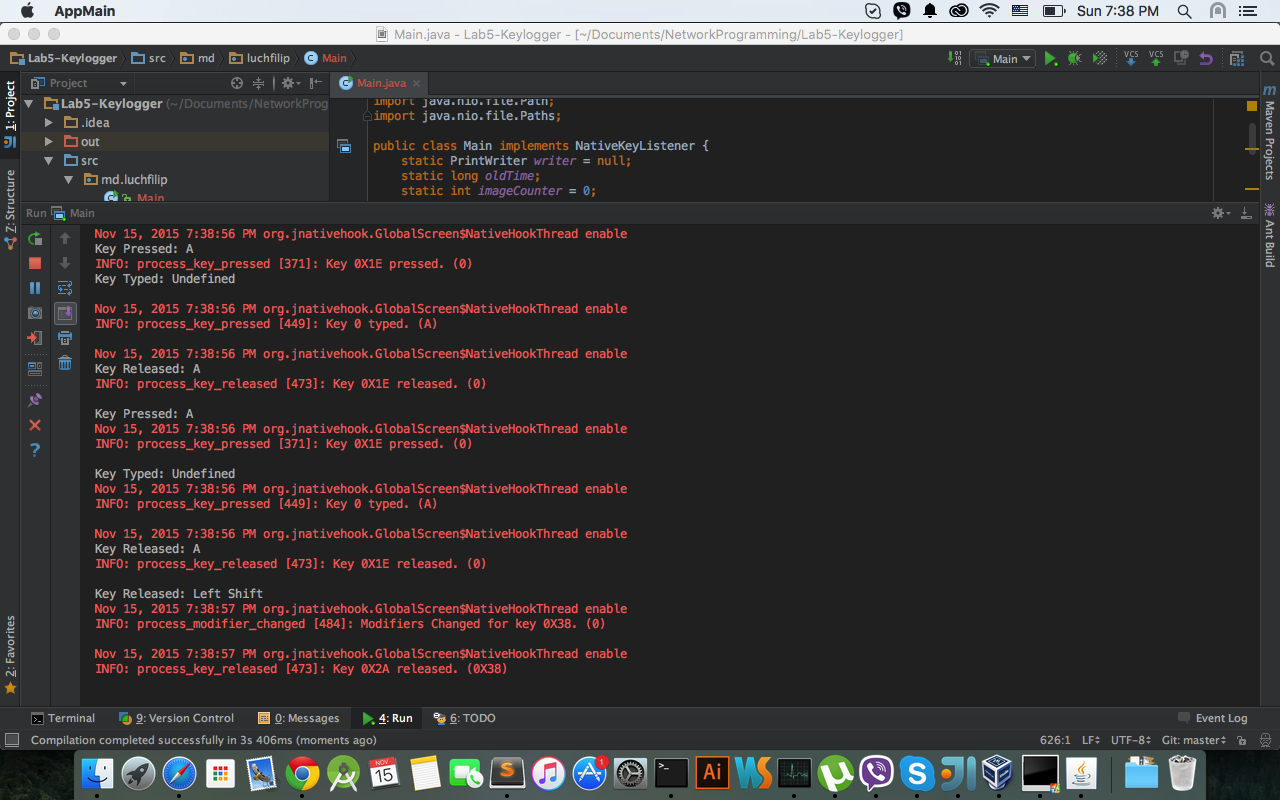 AppMain
Sun 7:38 PM
Main.java - Lab5-Keylogger - [~/Documents/NetworkProgramming/Lab5-Keylogger]
Lab5-Keylogger
src
md
luchfilip
Main
Main
VCS
VCS
1: Project
Z: Structure
2: Favorites
Project
Main.java
Lab5-Keylogger (~/Documents/NetworkProg
.idea
out
src
md.luchfilip
Main
import java.nio.file.Path;
import java.nio.file.Paths;
public class Main implements NativeKeyListener {
static PrintWriter writer = null;
static long oldTime;
static int imageCounter = 0;
Maven Projects
Ant Build
Run Main
Nov 15, 2015 7:38:56 PM org.jnativehook.GlobalScreen$NativeHookThread enable
Key Pressed: A
INFO: process_key_pressed [371]: Key 0X1E pressed. (0)
Key Typed: Undefined
Nov 15, 2015 7:38:56 PM org.jnativehook.GlobalScreen$NativeHookThread enable
INFO: process_key_pressed [449]: Key 0 typed. (A)
Nov 15, 2015 7:38:56 PM org.jnativehook.GlobalScreen$NativeHookThread enable
Key Released: A
INFO: process_key_released [473]: Key 0X1E released. (0)
Key Pressed: A
Nov 15, 2015 7:38:56 PM org.jnativehook.GlobalScreen$NativeHookThread enable
INFO: process_key_pressed [371]: Key 0X1E pressed. (0)
Key Typed: Undefined
Nov 15, 2015 7:38:56 PM org.jnativehook.GlobalScreen$NativeHookThread enable
INFO: process_key_pressed [449]: Key 0 typed. (A)
Nov 15, 2015 7:38:56 PM org.jnativehook.GlobalScreen$NativeHookThread enable
Key Released: A
INFO: process_key_released [473]: Key 0X1E released. (0)
Key Released: Left Shift
Nov 15, 2015 7:38:57 PM org.jnativehook.GlobalScreen$NativeHookThread enable
INFO: process_modifier_changed [484]: Modifiers Changed for key 0X38. (0)
Nov 15, 2015 7:38:57 PM org.jnativehook.GlobalScreen$NativeHookThread enable
INFO: process_key_released [473]: Key 0X2A released. (0X38)
Terminal
9: Version Control
0: Messages
4: Run
6: TODO
Event Log
Compilation completed successfully in 3s 406ms (moments ago)
626:1
LF
UTF-8
Git: master
NOV
15
S
1
>_
Ai
WS